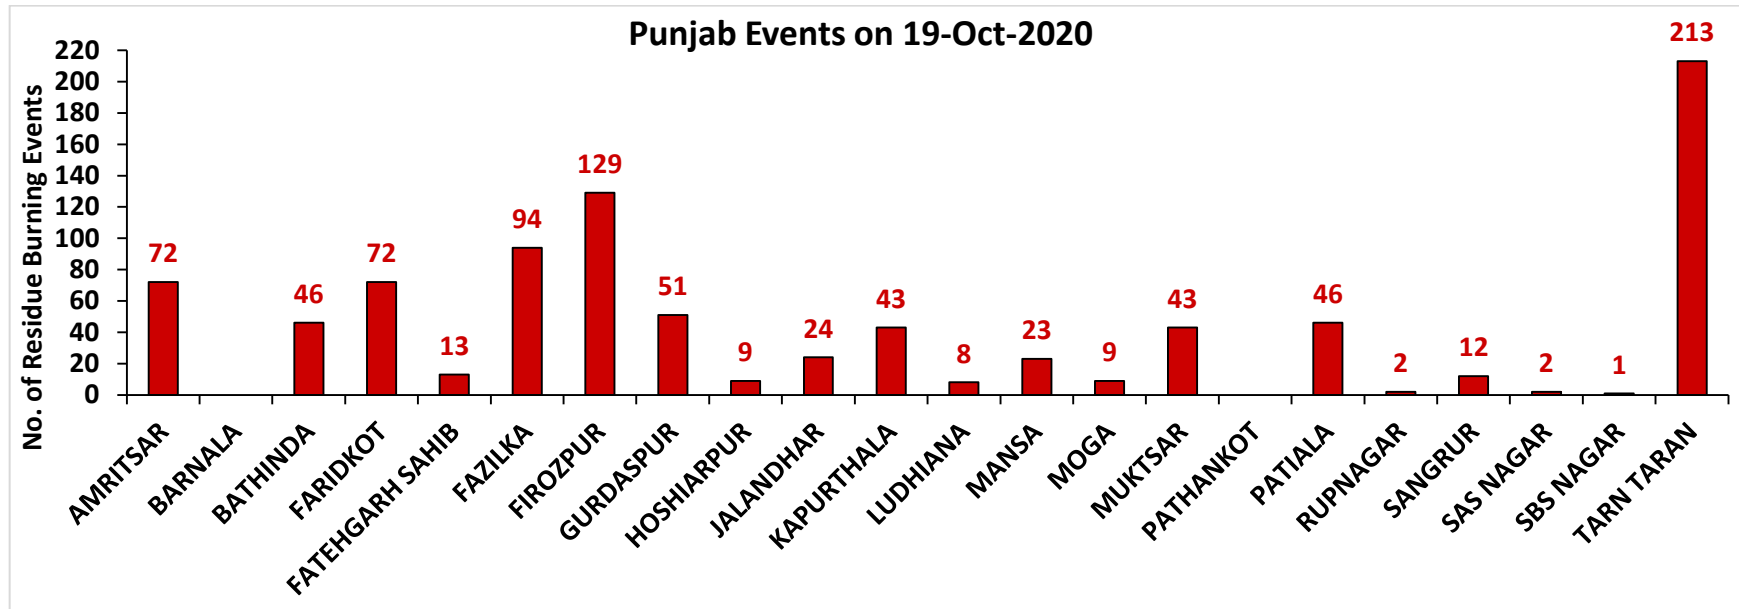 Punjab Events on 19-Oct-2020
No. of Residue Burning Events
220
200
180
160
140
120
100
80
60
40
20
0
72
46
72
13
94
129
51
9
24
43
8
23
9
43
46
2
12
2
1
213
AMRITSAR
BARNALA
BATHINDA
FARIDKOT
FATEHGARH SAHIB
FAZILKA
FIROZPUR
GURDASPUR
HOSHIARPUR
JALANDHAR
KAPURTHALA
LUDHIANA
MANSA
MOGA
MUKTSAR
PATHANKOT
PATIALA
RUPNAGAR
SANGRUR
SAS NAGAR
SBS NAGAR
TARN TARAN